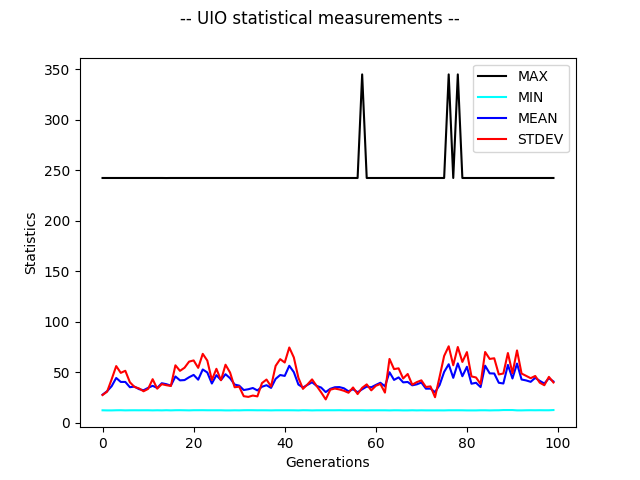 -- UIO statistical measurements --
350
300
250
200
150
100
50
0
Statistics
MAX
MIN
MEAN
STDEV
0 20 40 60 80 100
Generations